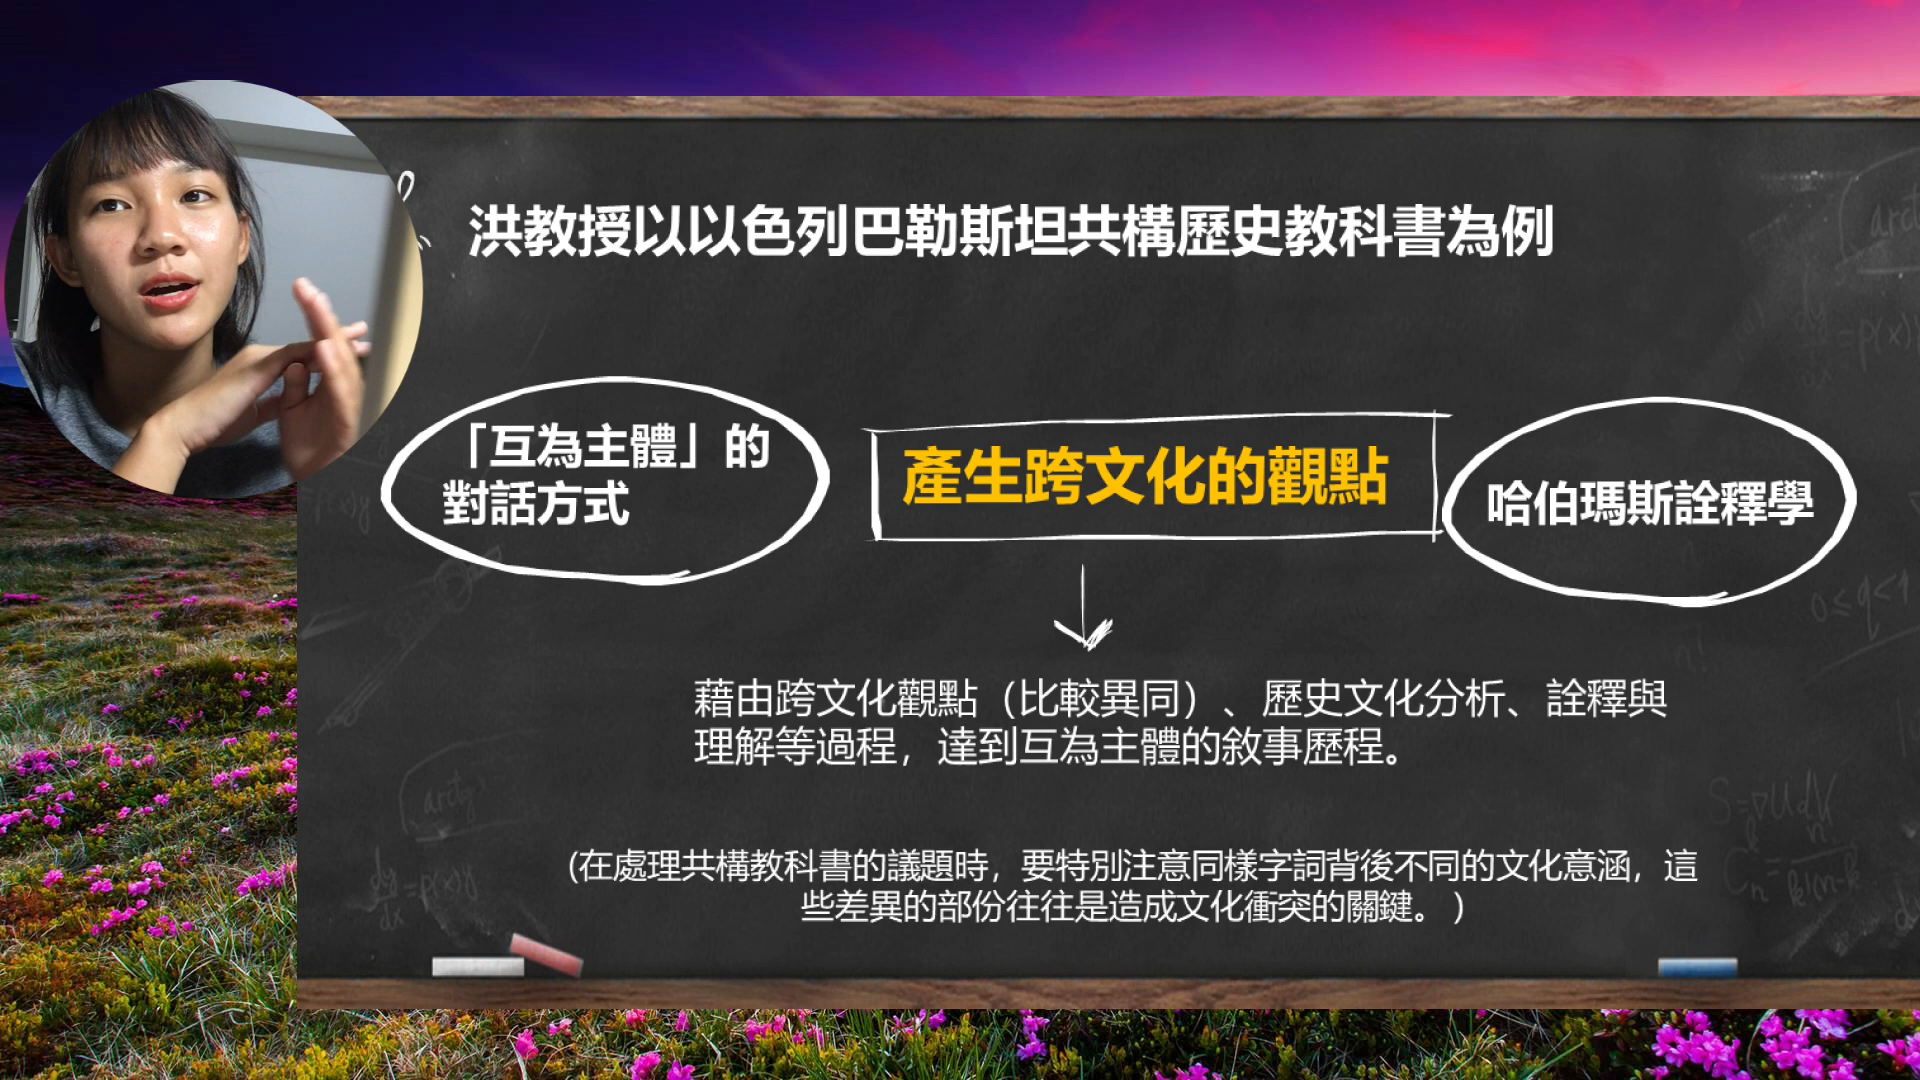 洪教授以以色列巴勒斯坦共構歷史教科書為例
「互為主體」的
對話方式
產生跨文化的觀點
哈伯瑪斯詮釋學
藉由跨文化觀點（比較異同）、歷史文化分析、詮釋與
理解等過程，達到互為主體的敘事歷程。
(在處理共構教科書的議題時，要特別注意同樣字詞背後不同的文化意涵，這
些差異的部份往往是造成文化衝突的關鍵。）